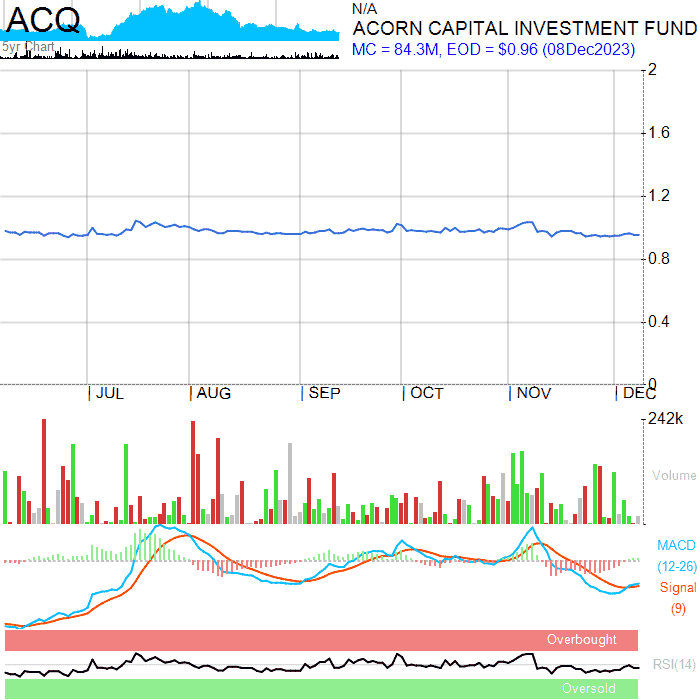 ACQ
5yr Chart
N/A
ACORN CAPITAL INVESTMENT FUND
MC = 84.3M, EOD = $0.96 (08Dec2023)
2
1.6
1.2
0.8
0.4
0
JUL AUG SEP OCT NOV DEC
242k
Volume
MACD
(12-26)
Signal
(9)
Overbought
RSI(14)
Oversold